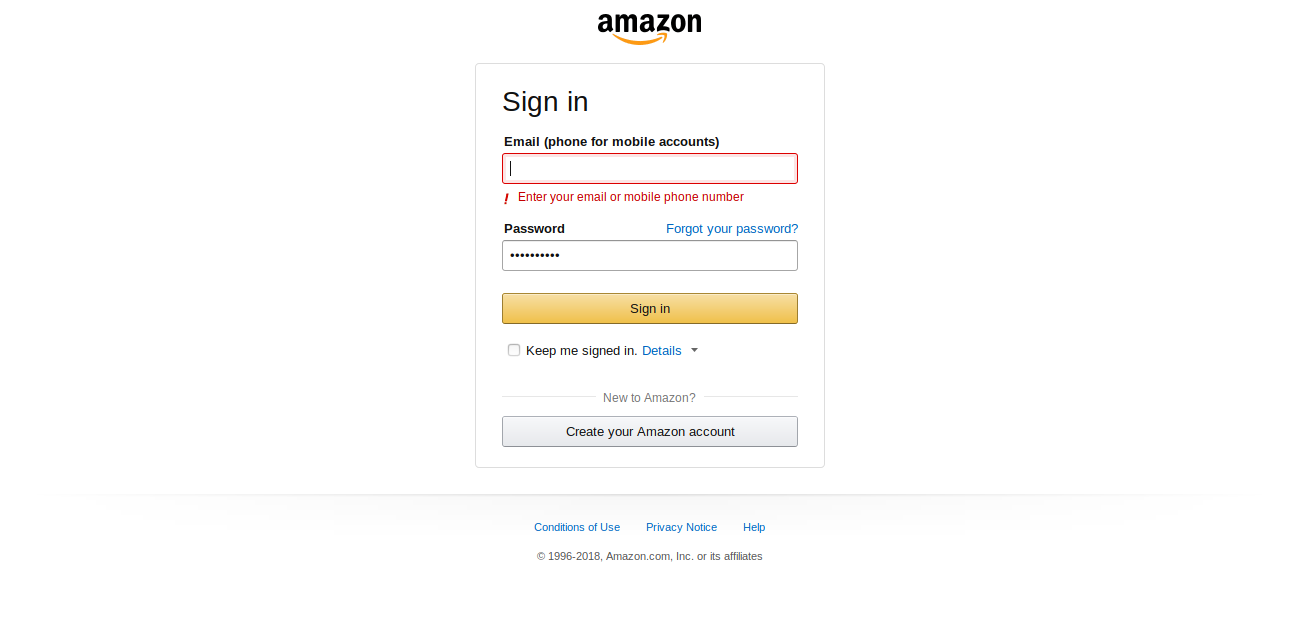 amazon
Sign in
Email (phone for mobile accounts)
! Enter your email or mobile phone number
Password Forgot your password?
••••••••••
Sign in
Keep me signed in. Details
New to Amazon?
Create your Amazon account
Conditions of Use Privacy Notice Help
© 1996-2018, Amazon.com, Inc. or its affiliates